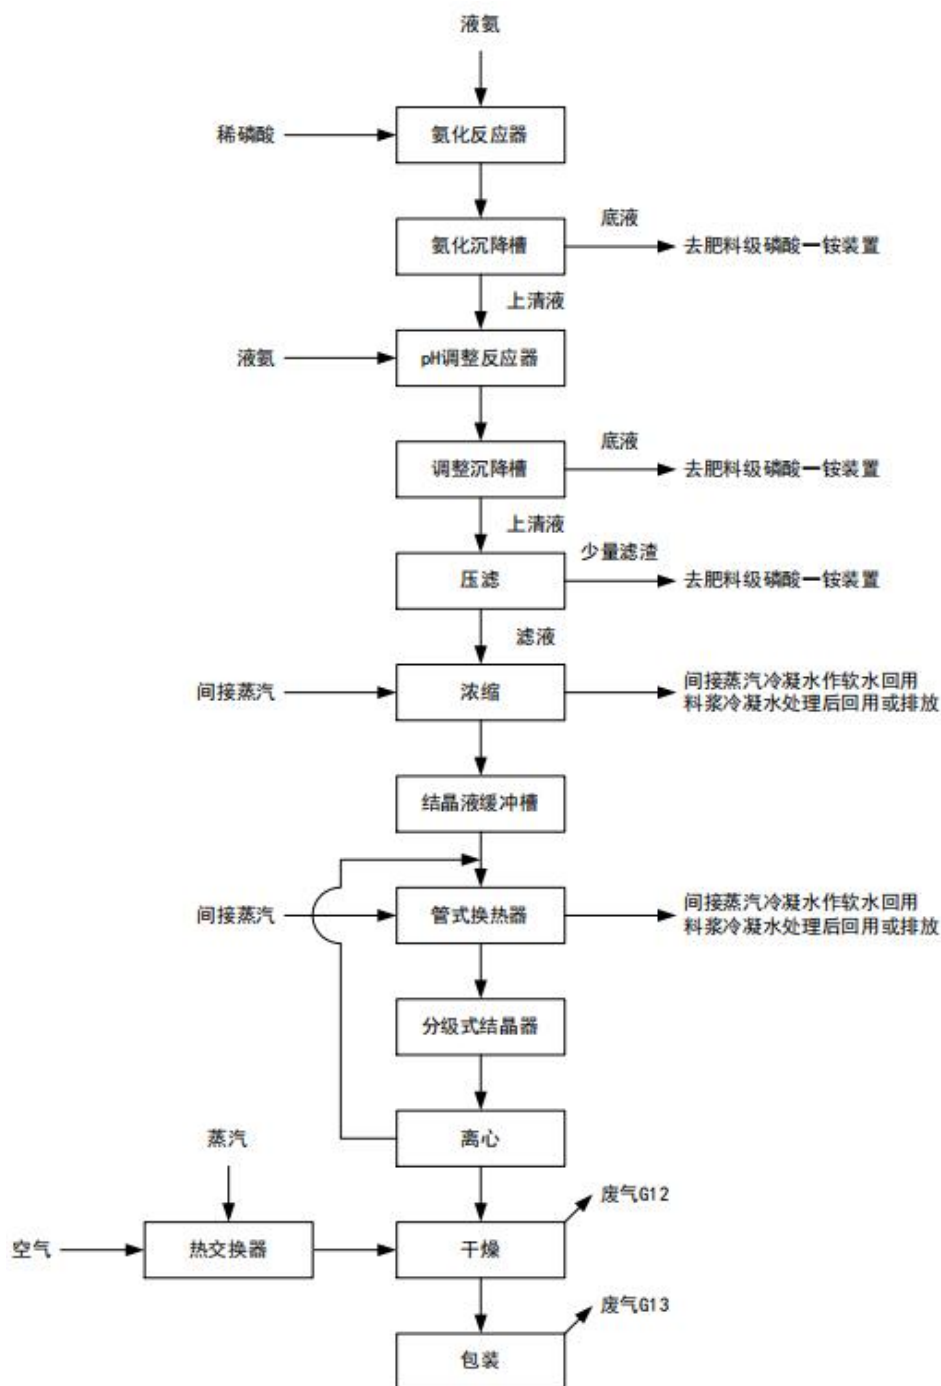 液氨
稀磷酸
氨化反应器
底液
氨化沉降槽
去肥料级磷酸一铵装置
上清液
液氨
pH调整反应器
底液
调整沉降槽
去肥料级磷酸一铵装置
上清液
少量滤渣
压滤
去肥料级磷酸一铵装置
滤液
间接蒸汽
浓缩
间接蒸汽冷凝水作软水回用
料浆冷凝水处理后回用或排放
结晶液缓冲槽
间接蒸汽
管式换热器
间接蒸汽冷凝水作软水回用
料浆冷凝水处理后回用或排放
分级式结晶器
离心
蒸汽
废气G12
空气
热交换器
干燥
废气G13
包装